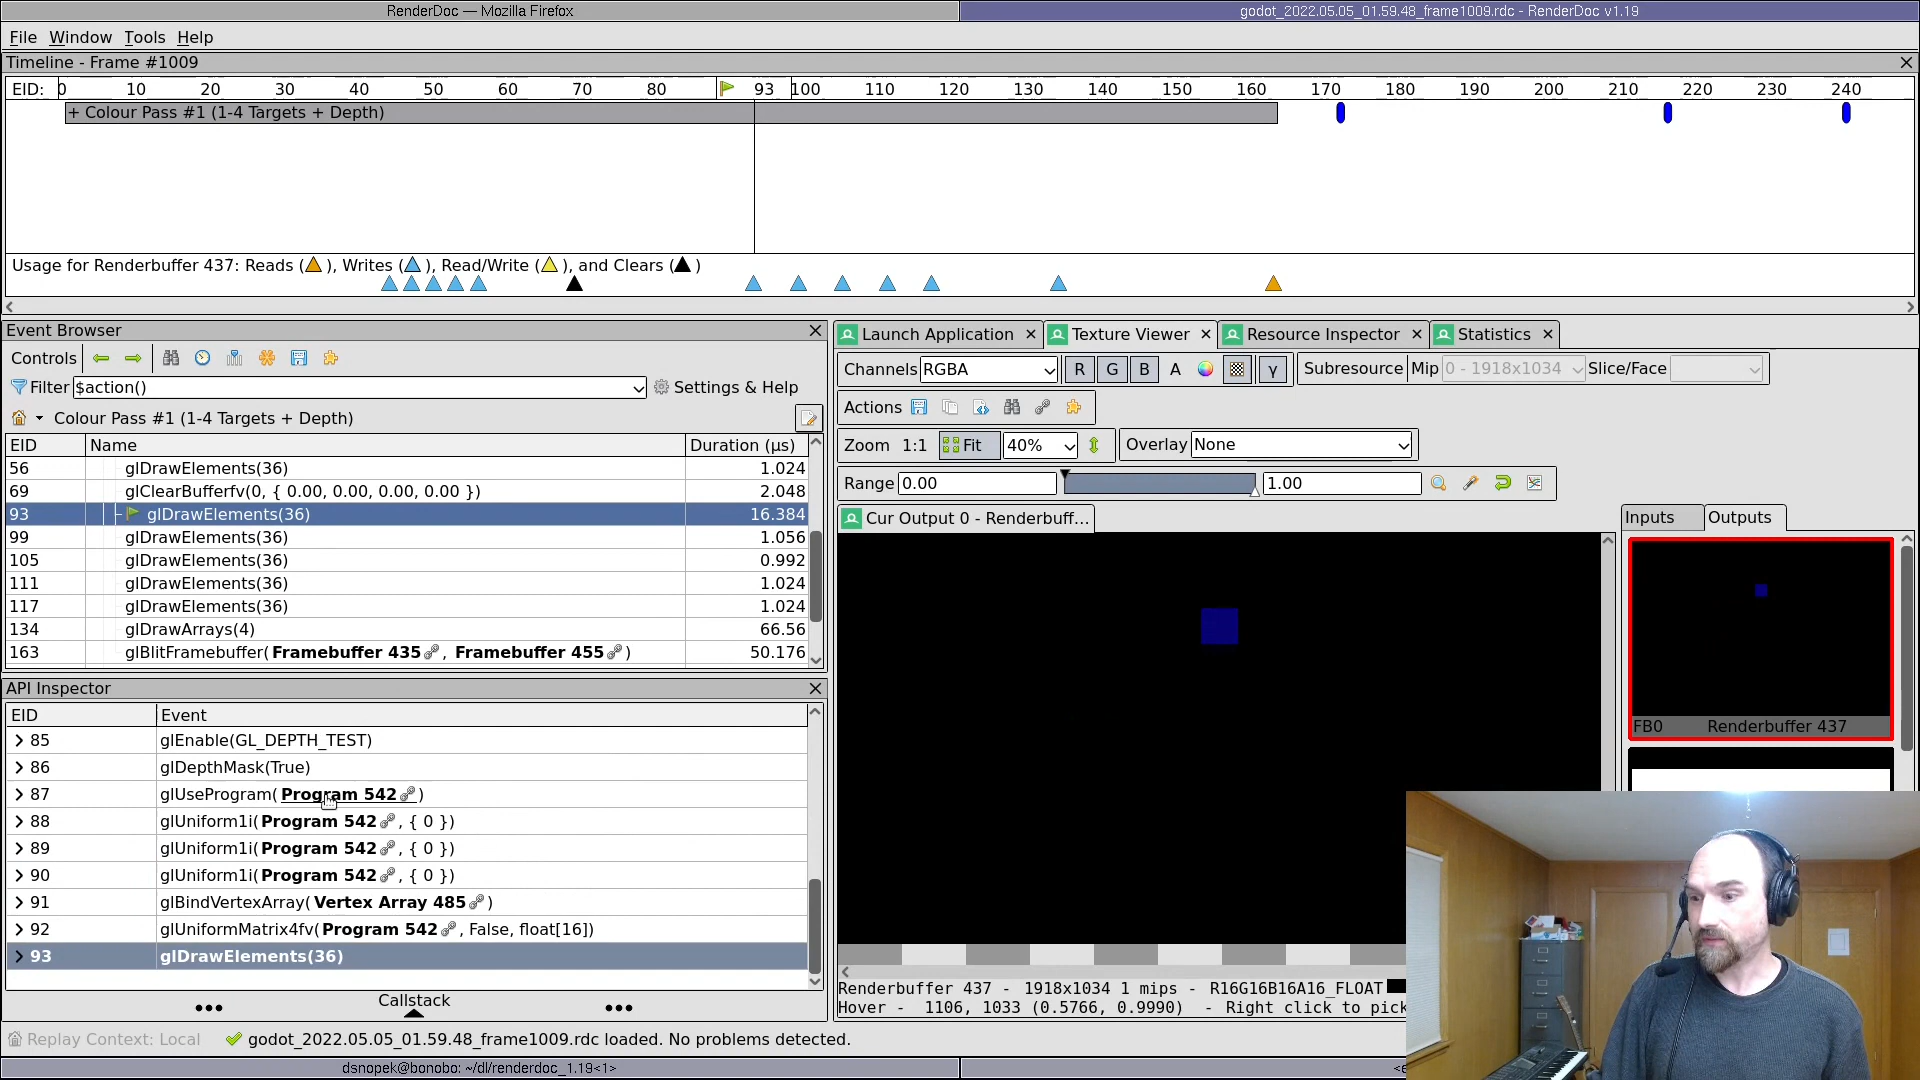 RenderDoc — Mozilla Firefox
godot_2022.05.05_01.59.48_frame1009.rdc - RenderDoc v1.19
File Window Tools Help
Timeline - Frame #1009
EID: 0 10 20 30 40 50 60 70 80 93 100 110 120 130 140 150 160 170 180 190 200 210 220 230 240
+ Colour Pass #1 (1-4 Targets + Depth)
Usage for Renderbuffer 437: Reads ( ), Writes ( ), Read/Write ( ), and Clears ( )
Event Browser
Controls
Filter $action() Settings & Help
Colour Pass #1 (1-4 Targets + Depth)
EID Name Duration (µs)
56 glDrawElements(36) 1.024
69 glClearBufferfv(0, { 0.00, 0.00, 0.00, 0.00 }) 2.048
93 glDrawElements(36) 16.384
99 glDrawElements(36) 1.056
105 glDrawElements(36) 0.992
111 glDrawElements(36) 1.024
117 glDrawElements(36) 1.024
134 glDrawArrays(4) 66.56
163 glBlitFramebuffer( Framebuffer 435 , Framebuffer 455 ) 50.176
API Inspector
EID Event
85 glEnable(GL_DEPTH_TEST)
86 glDepthMask(True)
87 glUseProgram( Program 542 )
88 glUniform1i( Program 542 , { 0 })
89 glUniform1i( Program 542 , { 0 })
90 glUniform1i( Program 542 , { 0 })
91 glBindVertexArray( Vertex Array 485 )
92 glUniformMatrix4fv( Program 542 , False, float[16])
93 glDrawElements(36)
Callstack
Launch Application Texture Viewer Resource Inspector Statistics
Channels RGBA R G B A γ Subresource Mip 0 - 1918x1034 Slice/Face
Actions
Zoom 1:1 Fit 40% Overlay None
Range 0.00 1.00
Cur Output 0 - Renderbuff...
Inputs Outputs
FB0 Renderbuffer 437
Renderbuffer 437 - 1918x1034 1 mips - R16G16B16A16_FLOAT
Hover - 1106, 1033 (0.5766, 0.9990) - Right click to pick
Replay Context: Local godot_2022.05.05_01.59.48_frame1009.rdc loaded. No problems detected.
dsnopek@bonobo: ~/dl/renderdoc_1.19<1>